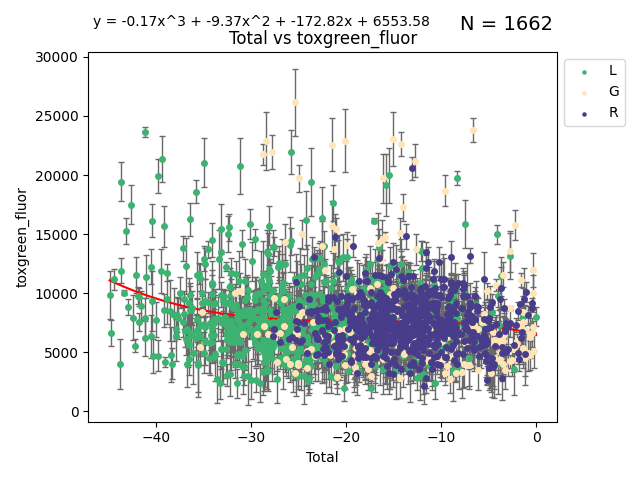 y = -0.17x^3 + -9.37x^2 + -172.82x + 6553.58
N = 1662
Total vs toxgreen_fluor
30000
25000
20000
15000
10000
5000
0
toxgreen_fluor
−40
−30
−20
−10
0
Total
L
G
R